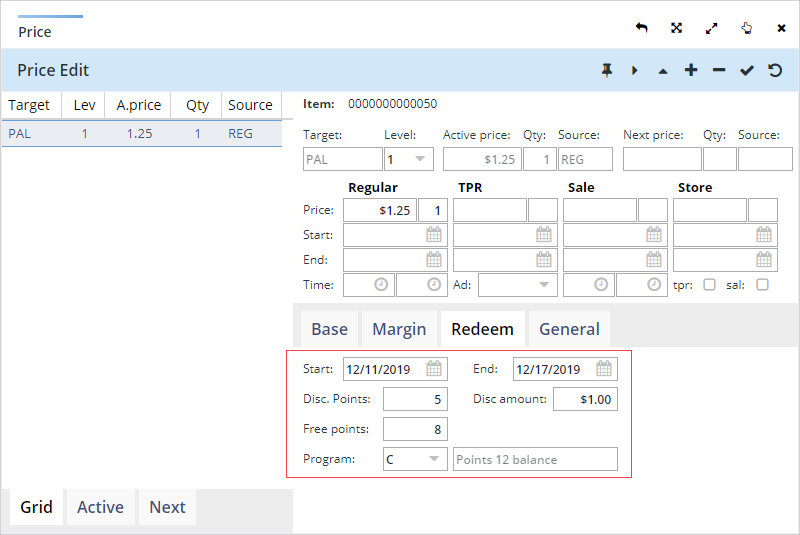 Price
Price Edit
Target Lev A.price Qty Source
PAL 1 1.25 1 REG
Item: 0000000000050
Target: Level: Active price: Qty: Source: Next price: Qty: Source:
PAL 1 $1.25 1 REG
Regular TPR Sale Store
Price: $1.25 1
Start:
End:
Time: Ad: tpr: sal:
Base Margin Redeem General
Start: 12/11/2019 End: 12/17/2019
Disc. Points: 5 Disc amount: $1.00
Free points: 8
Program: C Points 12 balance
Grid Active Next